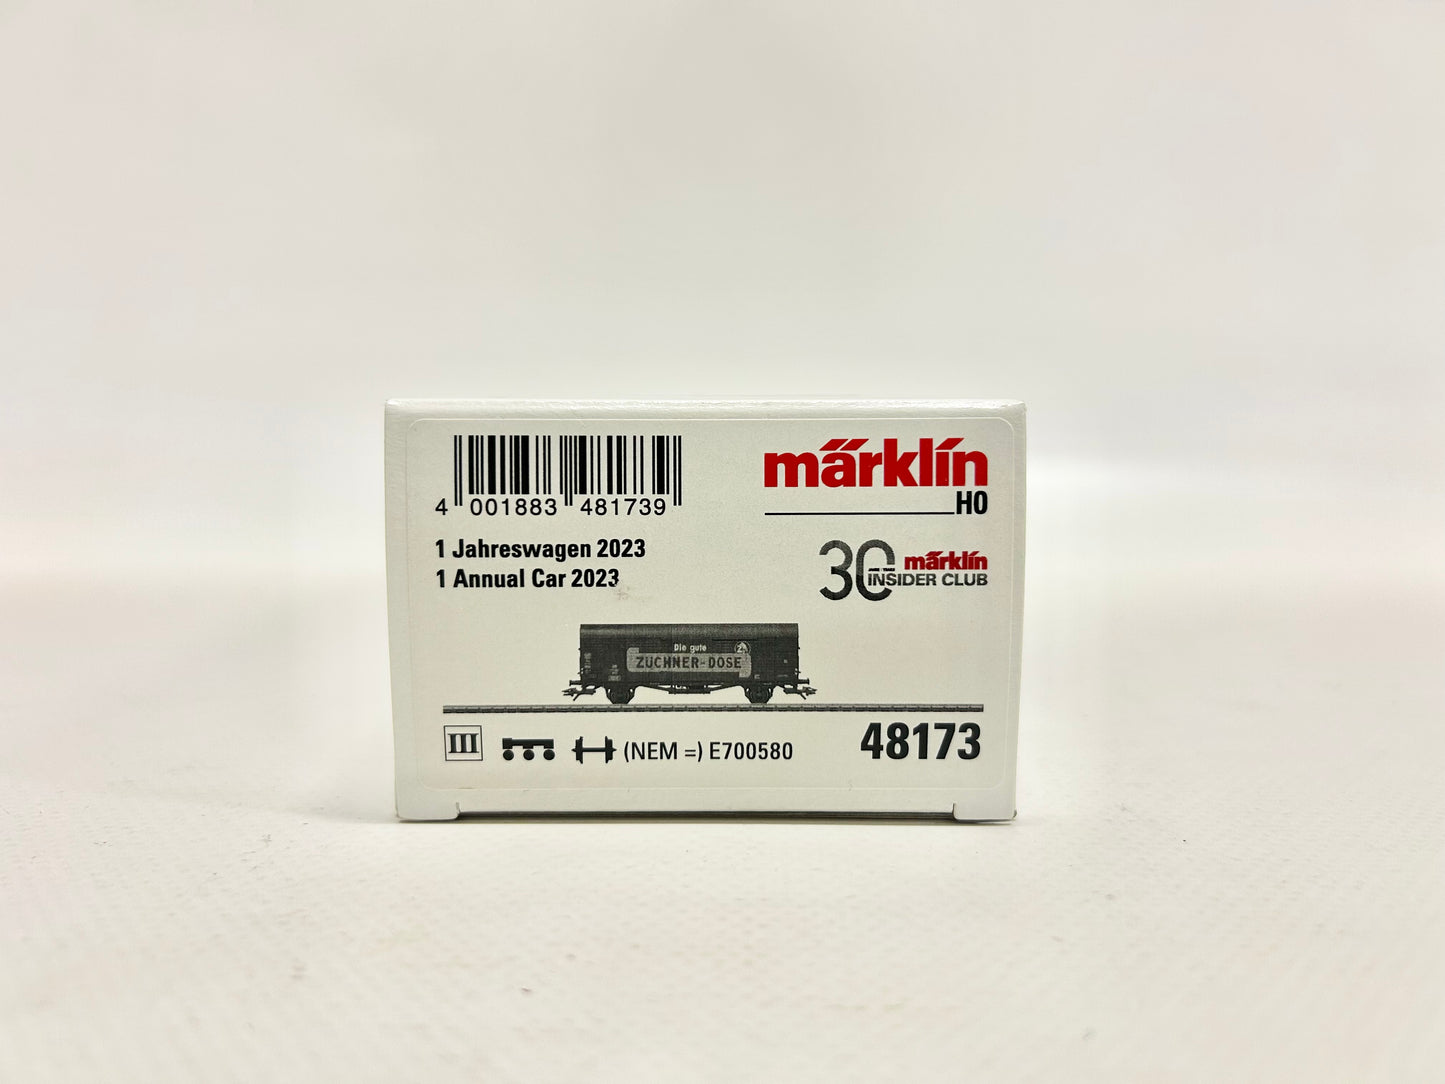 4 001883 481739
märklin
H0
1 Jahreswagen 2023
1 Annual Car 2023
30 märklin
INSIDER CLUB
Die gute
ZÜCHNER-DOSE
III
(NEM =) E700580
48173